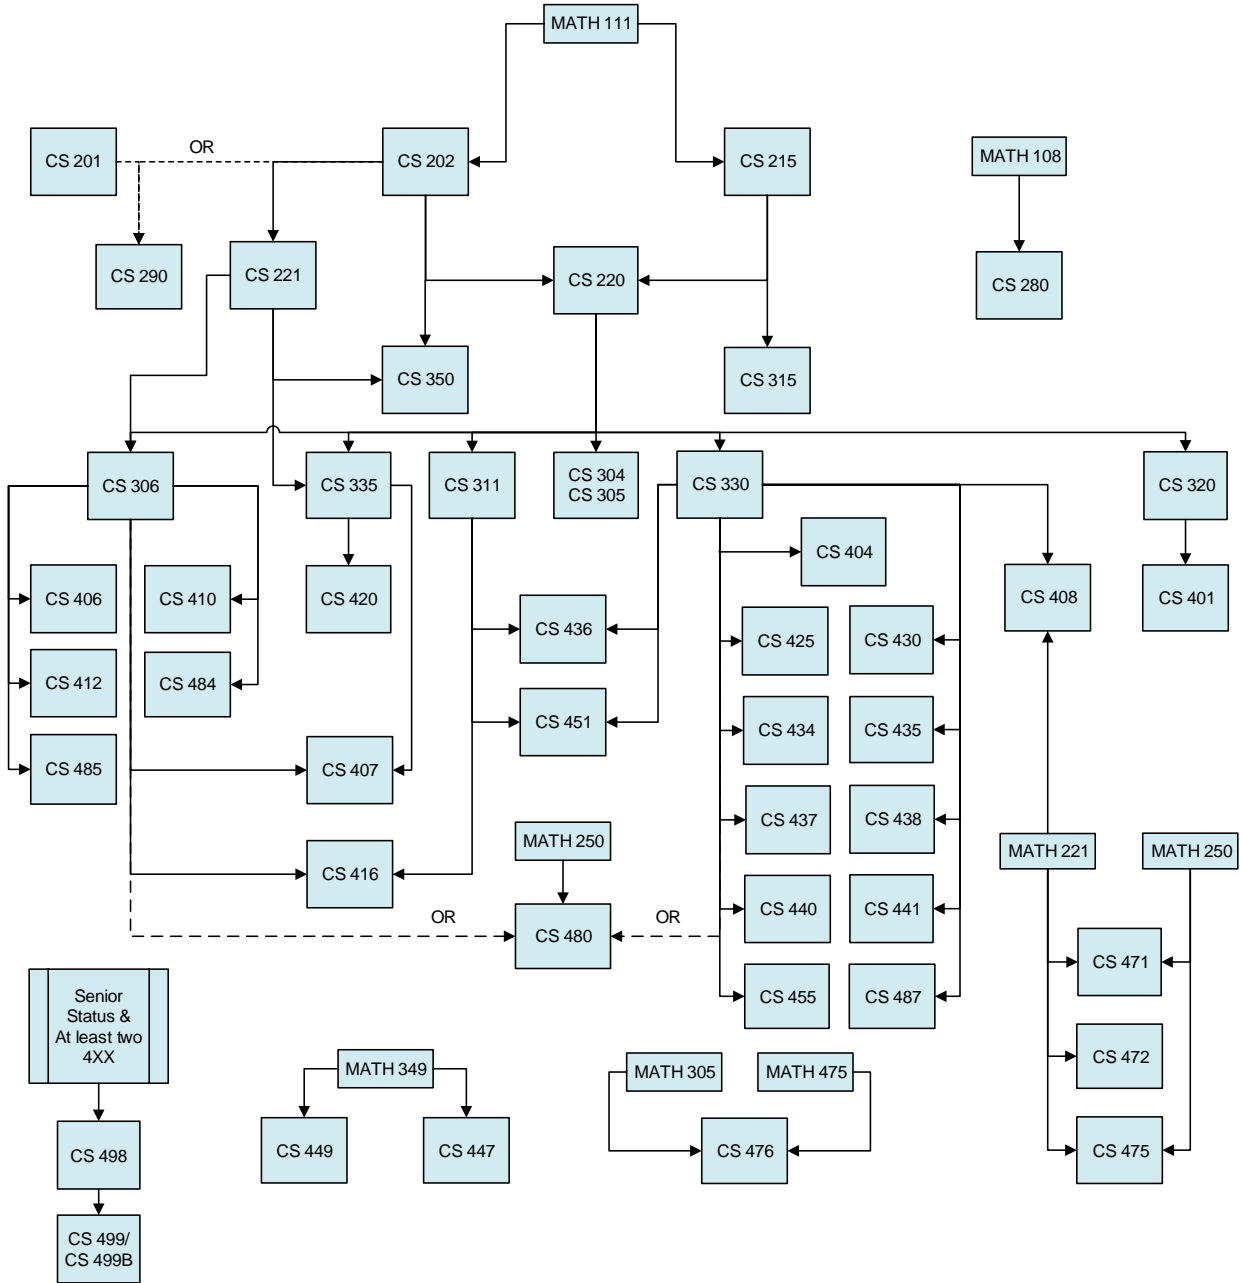 MATH 111
CS 201
OR
CS 202
CS 215
MATH 108
CS 290
CS 221
CS 220
CS 280
CS 350
CS 315
CS 306
CS 335
CS 311
CS 304
CS 305
CS 330
CS 320
CS 404
CS 406
CS 410
CS 420
CS 408
CS 401
CS 436
CS 425
CS 430
CS 412
CS 484
CS 451
CS 434
CS 435
CS 485
CS 407
CS 437
CS 438
MATH 250
MATH 221
MATH 250
CS 416
CS 440
CS 441
OR
CS 480
OR
CS 471
CS 455
CS 487
Senior
Status &
At least two
4XX
CS 472
MATH 349
MATH 305
MATH 475
CS 498
CS 449
CS 447
CS 476
CS 475
CS 499/
CS 499B